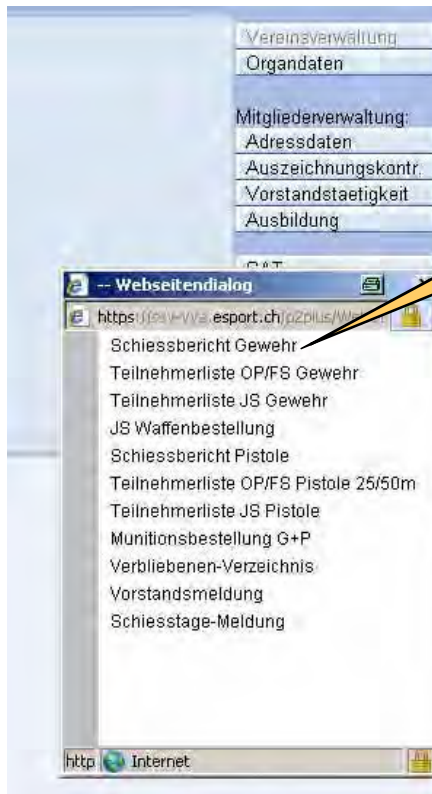 Vereinsverwaltung
Organdaten
Mitgliederverwaltung:
Adressdaten
Auszeichnungskontr.
Vorstandstaetigkeit
Ausbildung
-- Webseitendialog
https esport.ch
Schiessbericht Gewehr
Teilnehmerliste OP/FS Gewehr
Teilnehmerliste JS Gewehr
JS Waffenbestellung
Schiessbericht Pistole
Teilnehmerliste OP/FS Pistole 25/50m
Teilnehmerliste JS Pistole
Munitionsbestellung G+P
Verbliebenen-Verzeichnis
Vorstandsmeldung
Schiesstage-Meldung
http Internet